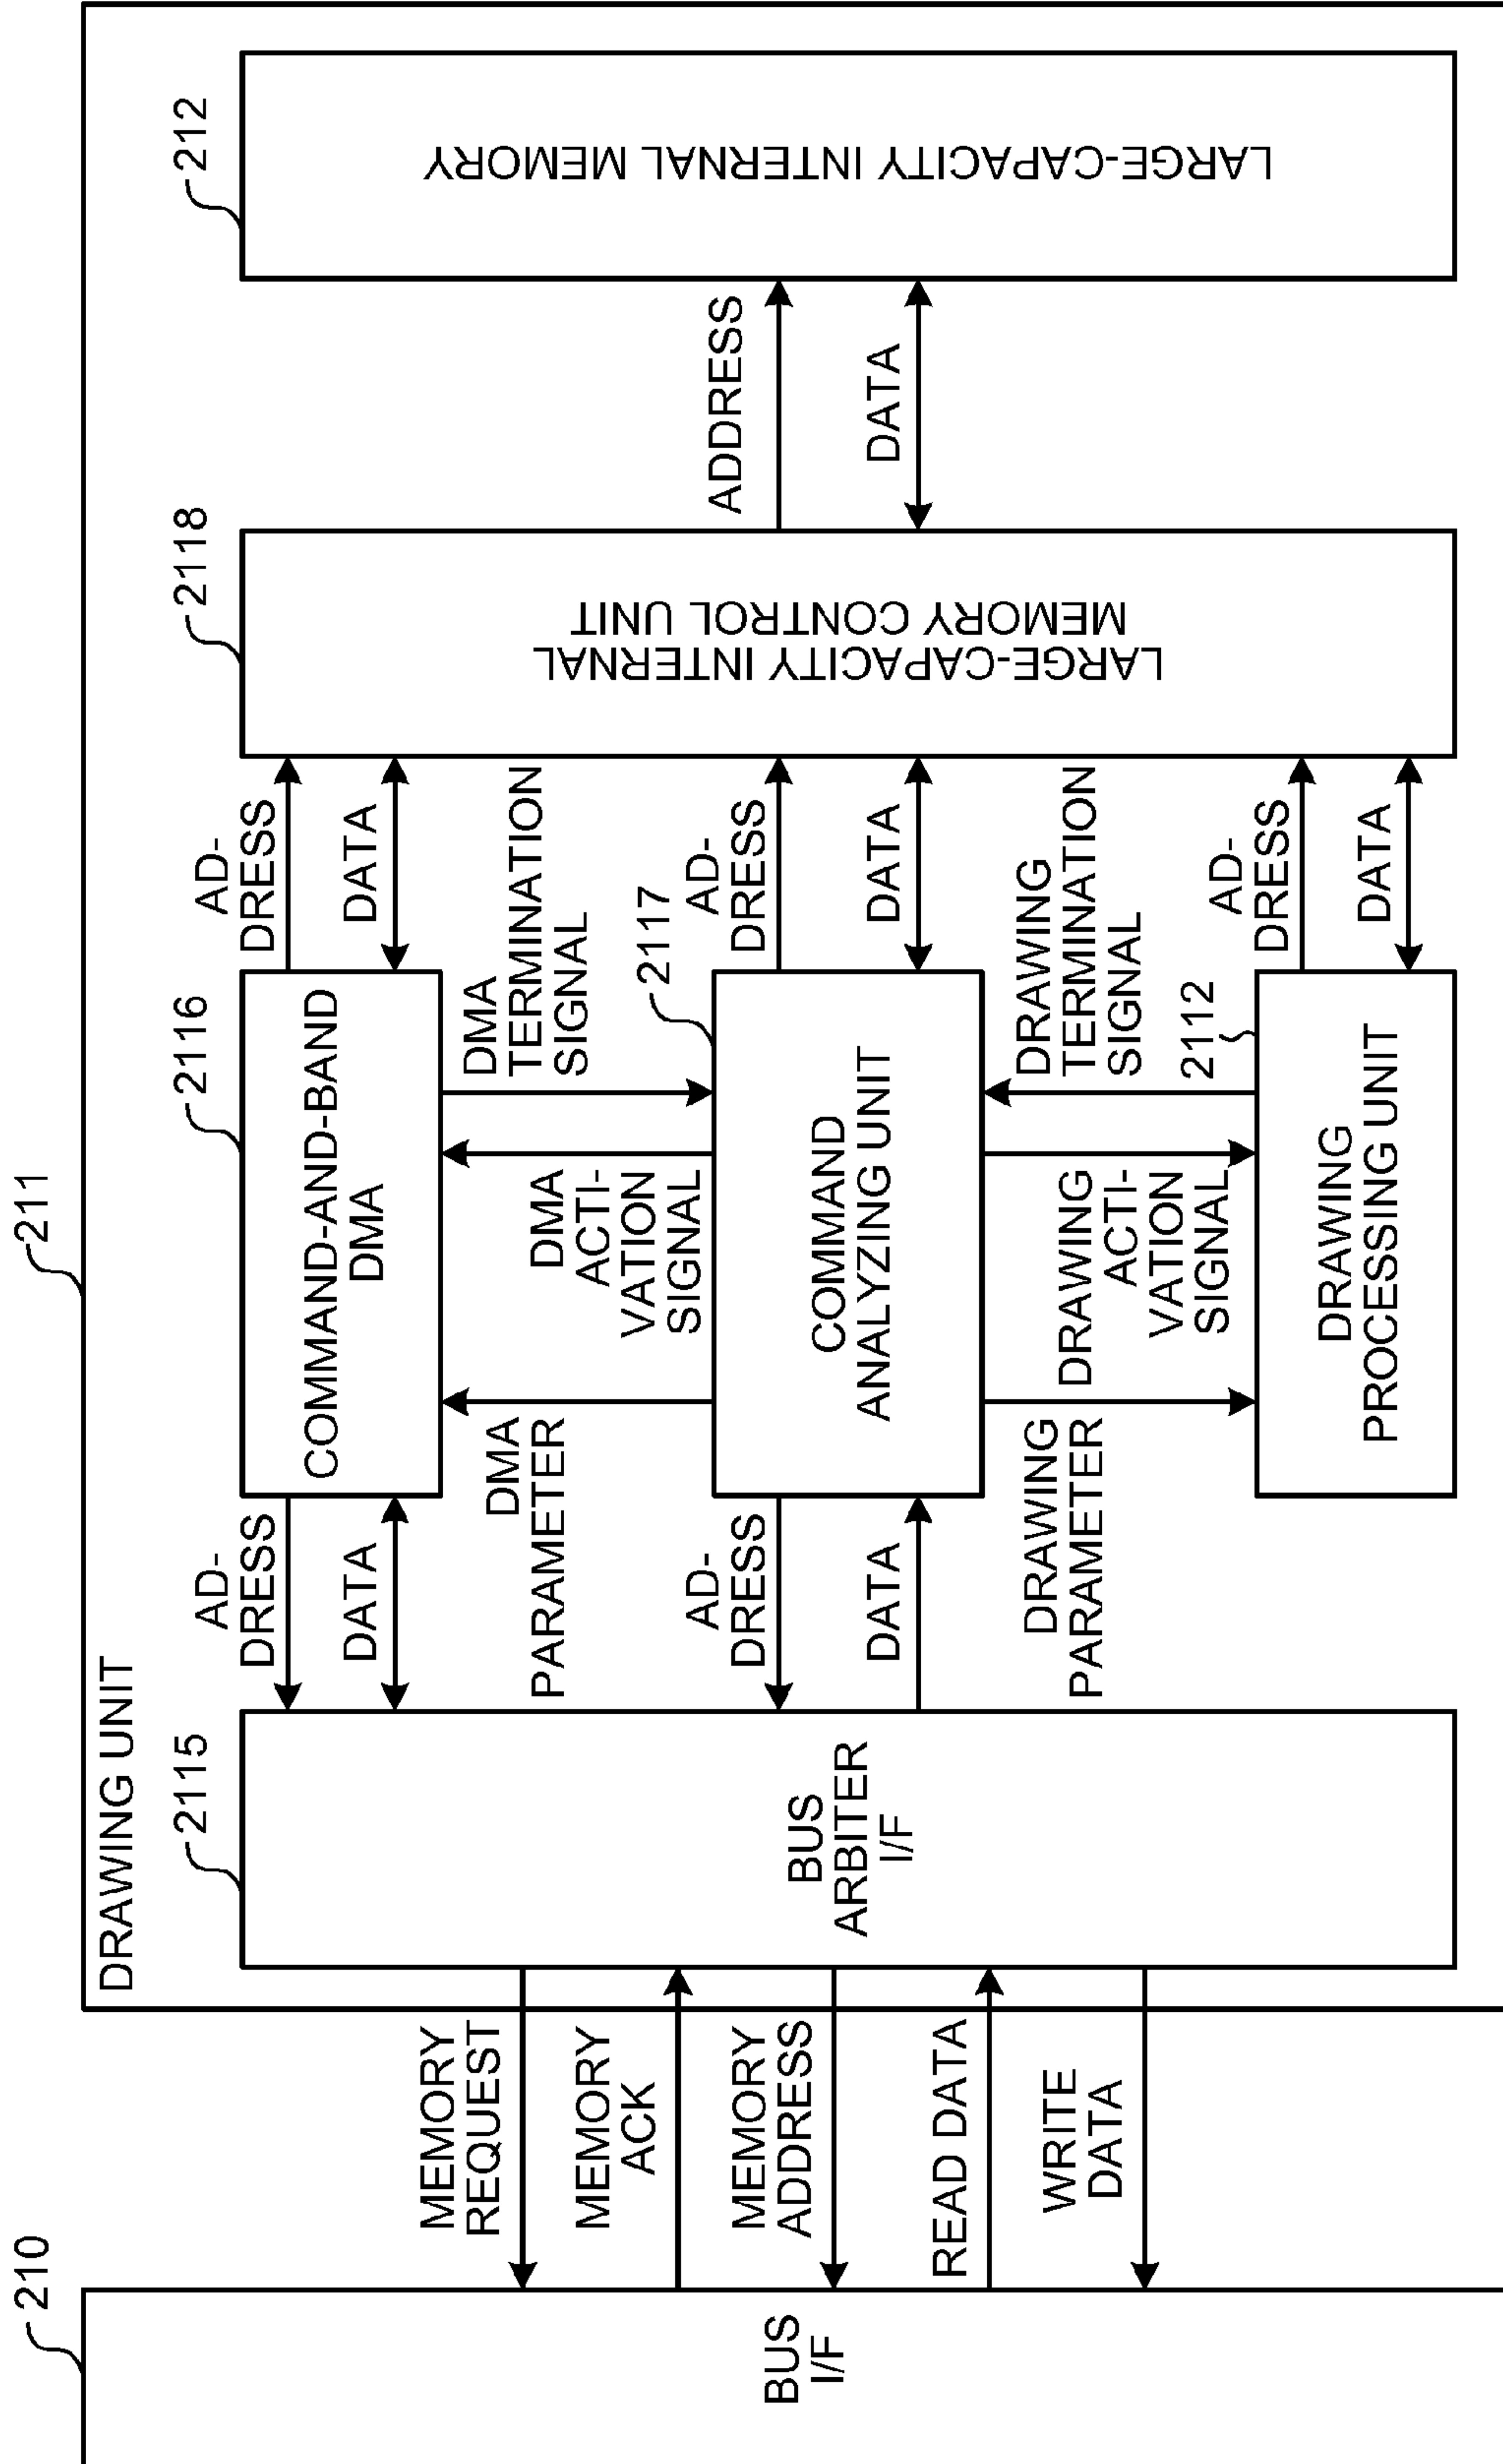 211
210
DRAWING UNIT
2115
2116
2118
212
BUS
I/F
MEMORY
REQUEST
MEMORY
ACK
MEMORY
ADDRESS
READ DATA
WRITE
DATA
BUS
ARBITER
I/F
AD-
DRESS
DATA
AD-
DRESS
DATA
COMMAND-AND-BAND
DMA
DMA
PARAMETER
DMA
ACTI-
VATION
SIGNAL
DMA
TERMINATION
SIGNAL
2117
COMMAND
ANALYZING UNIT
DRAWING
PARAMETER
DRAWING
ACTI-
VATION
SIGNAL
DRAWING
TERMINATION
SIGNAL
2112
DRAWING
PROCESSING UNIT
AD-
DRESS
DATA
AD-
DRESS
DATA
AD-
DRESS
DATA
LARGE-CAPACITY INTERNAL
MEMORY CONTROL UNIT
ADDRESS
DATA
LARGE-CAPACITY INTERNAL MEMORY